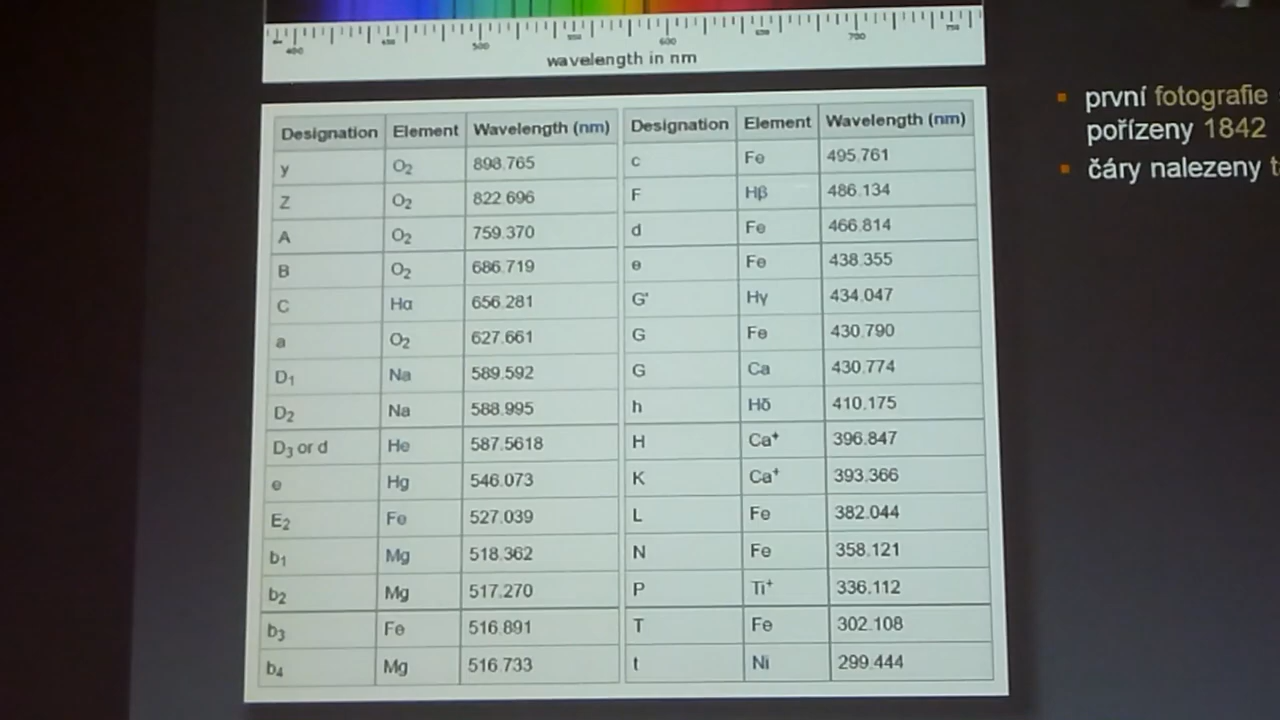 400 450 500 550 600 650 700 750
wavelength in nm
Designation Element Wavelength (nm) Designation Element Wavelength (nm)
y O₂ 898.765 c Fe 495.761
Z O₂ 822.696 F Hβ 486.134
A O₂ 759.370 d Fe 466.814
B O₂ 686.719 e Fe 438.355
C Hα 656.281 G' Hγ 434.047
a O₂ 627.661 G Fe 430.790
D₁ Na 589.592 G Ca 430.774
D₂ Na 588.995 h Hδ 410.175
D₃ or d He 587.5618 H Ca⁺ 396.847
e Hg 546.073 K Ca⁺ 393.366
E₂ Fe 527.039 L Fe 382.044
b₁ Mg 518.362 N Fe 358.121
b₂ Mg 517.270 P Ti⁺ 336.112
b₃ Fe 516.891 T Fe 302.108
b₄ Mg 516.733 t Ni 299.444
první fotografie
pořízeny 1842
čáry nalezeny